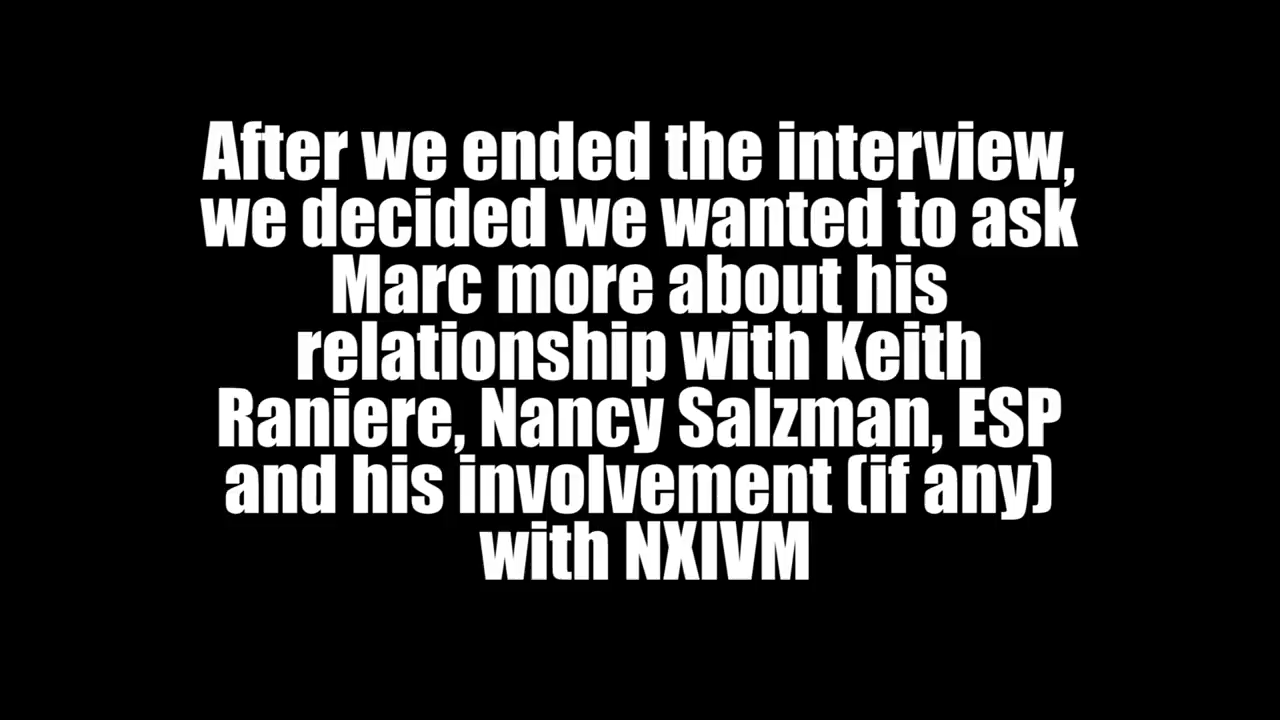 After we ended the interview,
we decided we wanted to ask
Marc more about his
relationship with Keith
Raniere, Nancy Salzman, ESP
and his involvement (if any)
with NXIVM